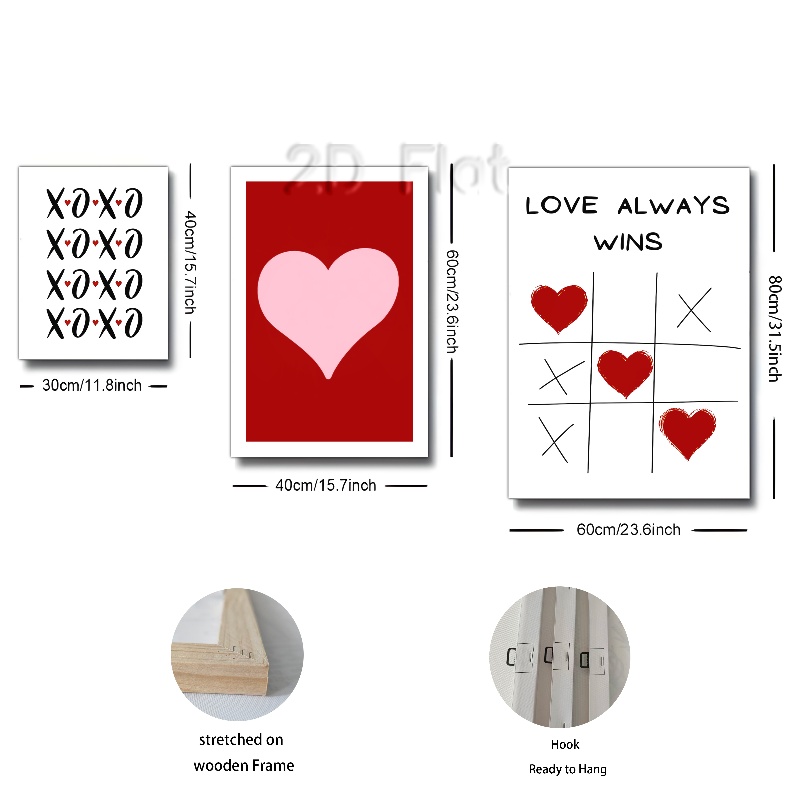 2D Flat
XOXO
XOXO
XOXO
XOXO
40cm/15.7inch
30cm/11.8inch
60cm/23.6inch
40cm/15.7inch
LOVE ALWAYS
WINS
X
X
X
80cm/31.5inch
60cm/23.6inch
stretched on
wooden Frame
Hook
Ready to Hang